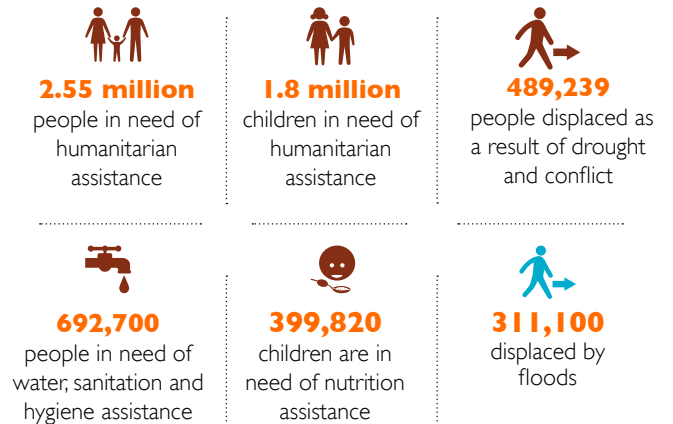 2.55 million
people in need of
humanitarian
assistance
1.8 million
children in need of
humanitarian
assistance
489,239
people displaced as
a result of drought
and conflict
692,700
people in need of
water, sanitation and
hygiene assistance
399,820
children are in
need of nutrition
assistance
311,100
displaced by
floods